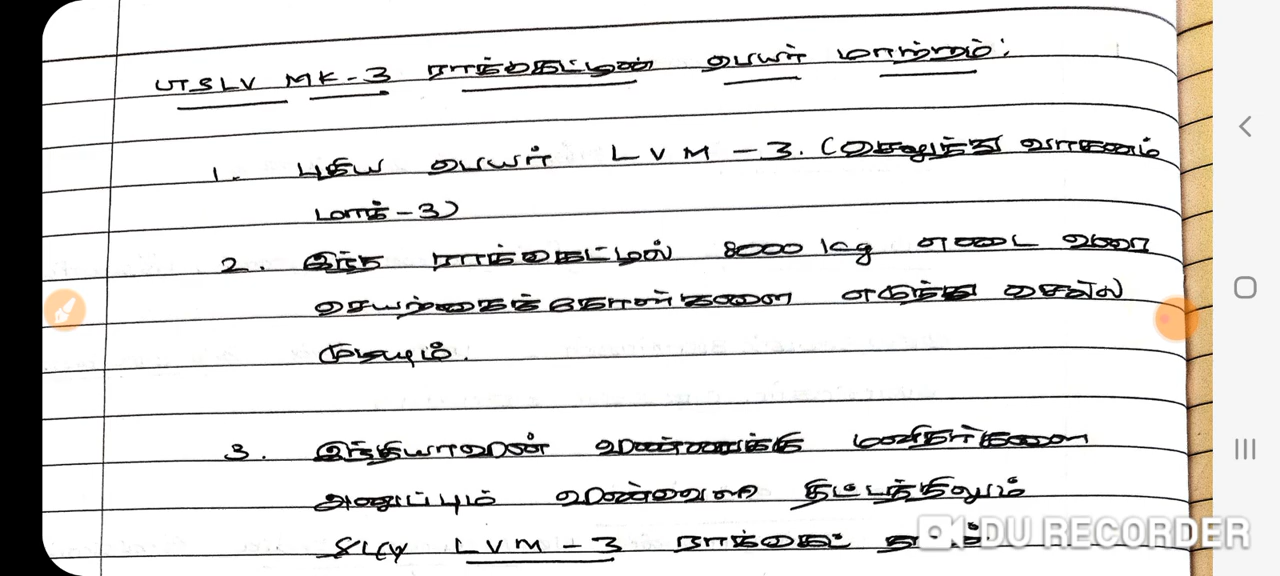 GSLV MK-3 ராக்கெட்டின் பெயர் மாற்றம்:
1. புதிய பெயர் LVM-3. (செலுத்து வாகனம்
மார்க்-3)
2. இந்த ராக்கெட்டில் 8000 kg எடை வரை
செயற்கைக்கோள்களை எடுத்து செல்ல
முடியும்.
3. இந்தியாவின் விண்ணுக்கு மனிதர்களை
அனுப்பும் விண்வெளி திட்டத்திலும்
LVM-3 ராக்கெட்
DU RECORDER